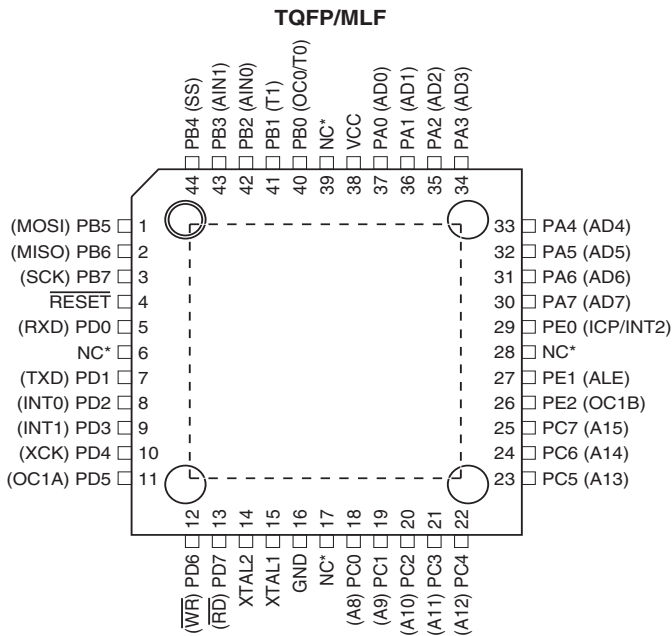 TQFP/MLF
PB4 (SS)
PB3 (AIN1)
PB2 (AIN0)
PB1 (T1)
PB0 (OC0/T0)
NC*
VCC
PA0 (AD0)
PA1 (AD1)
PA2 (AD2)
PA3 (AD3)
44 43 42 41 40 39 38 37 36 35 34
(MOSI) PB5 1
(MISO) PB6 2
(SCK) PB7 3
RESET 4
(RXD) PD0 5
NC* 6
(TXD) PD1 7
(INT0) PD2 8
(INT1) PD3 9
(XCK) PD4 10
(OC1A) PD5 11
33 PA4 (AD4)
32 PA5 (AD5)
31 PA6 (AD6)
30 PA7 (AD7)
29 PE0 (ICP/INT2)
28 NC*
27 PE1 (ALE)
26 PE2 (OC1B)
25 PC7 (A15)
24 PC6 (A14)
23 PC5 (A13)
12 13 14 15 16 17 18 19 20 21 22
(WR) PD6
(RD) PD7
XTAL2
XTAL1
GND
NC*
(A8) PC0
(A9) PC1
(A10) PC2
(A11) PC3
(A12) PC4